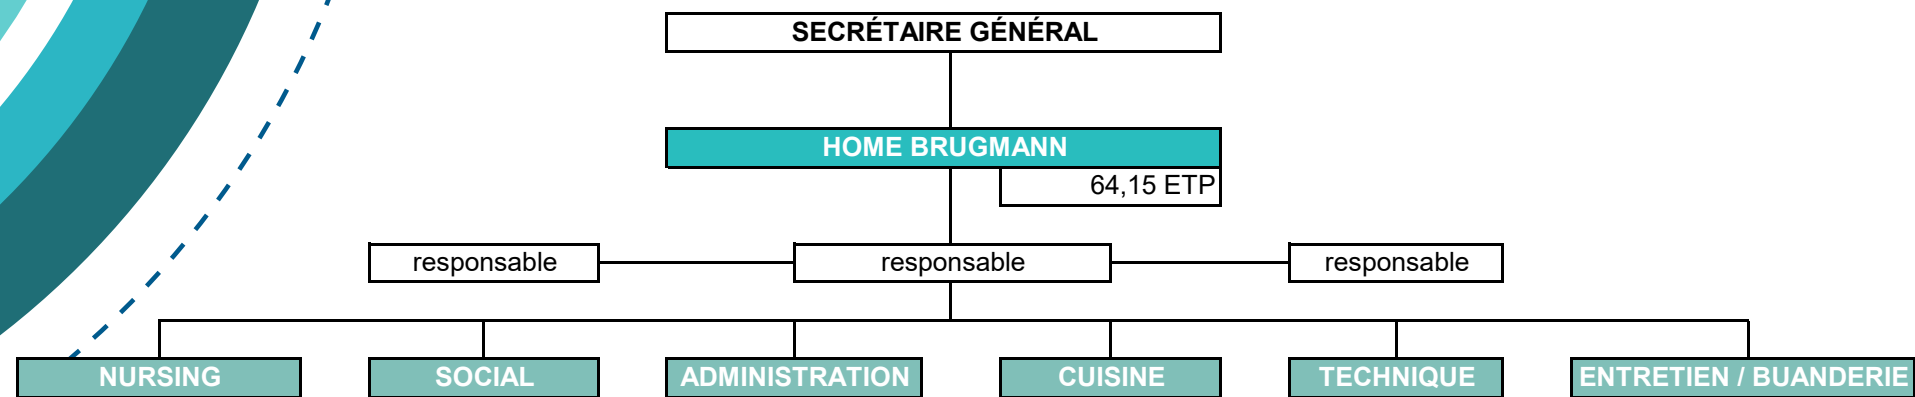 SECRÉTAIRE GÉNÉRAL
HOME BRUGMANN
64,15 ETP
responsable responsable responsable
NURSING SOCIAL ADMINISTRATION CUISINE TECHNIQUE ENTRETIEN / BUANDERIE